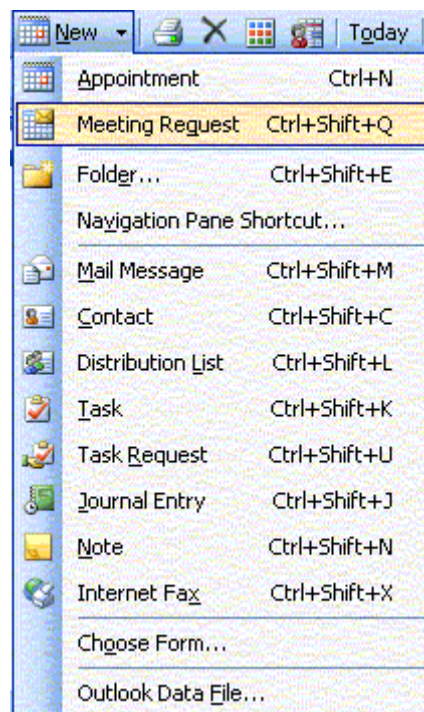 New Today
Appointment Ctrl+N
Meeting Request Ctrl+Shift+Q
Folder... Ctrl+Shift+E
Navigation Pane Shortcut...
Mail Message Ctrl+Shift+M
Contact Ctrl+Shift+C
Distribution List Ctrl+Shift+L
Task Ctrl+Shift+K
Task Request Ctrl+Shift+U
Journal Entry Ctrl+Shift+J
Note Ctrl+Shift+N
Internet Fax Ctrl+Shift+X
Choose Form...
Outlook Data File...